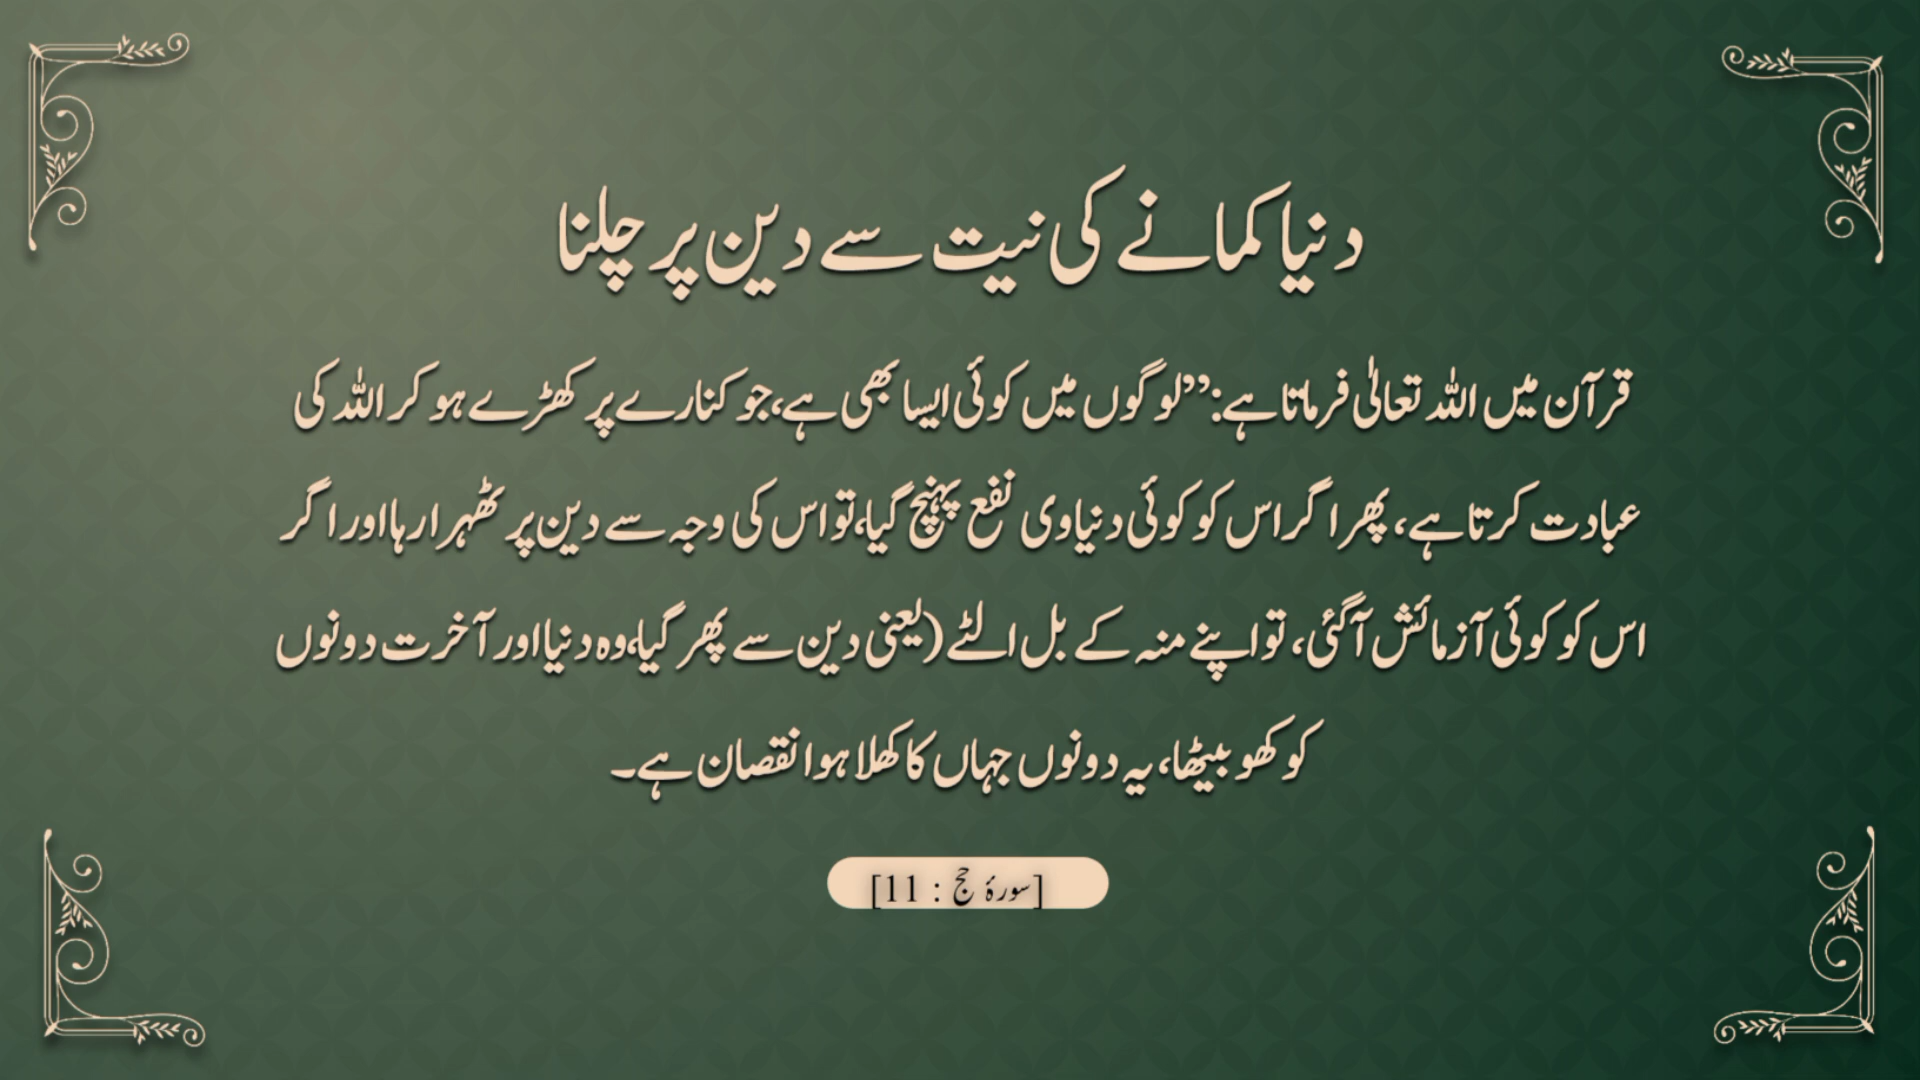 دنیا کمانے کی نیت سے دین پر چلنا
قرآن میں اللہ تعالٰی فرماتا ہے:”لوگوں میں کوئی ایسا بھی ہے،جو کنارے پر کھڑے ہو کر اللہ کی
عبادت کرتا ہے، پھر اگر اس کو کوئی دنیاوی نفع پہنچ گیا،تو اس کی وجہ سے دین پر ٹھہرا رہا اور اگر
اس کو کوئی آزمائش آگئی، تو اپنے منہ کے بل الٹے (یعنی دین سے پھر گیا،وہ دنیا اور آخرت دونوں
کو کھو بیٹھا، یہ دونوں جہاں کا کھلا ہوا نقصان ہے۔
[سورۂ حج : 11]